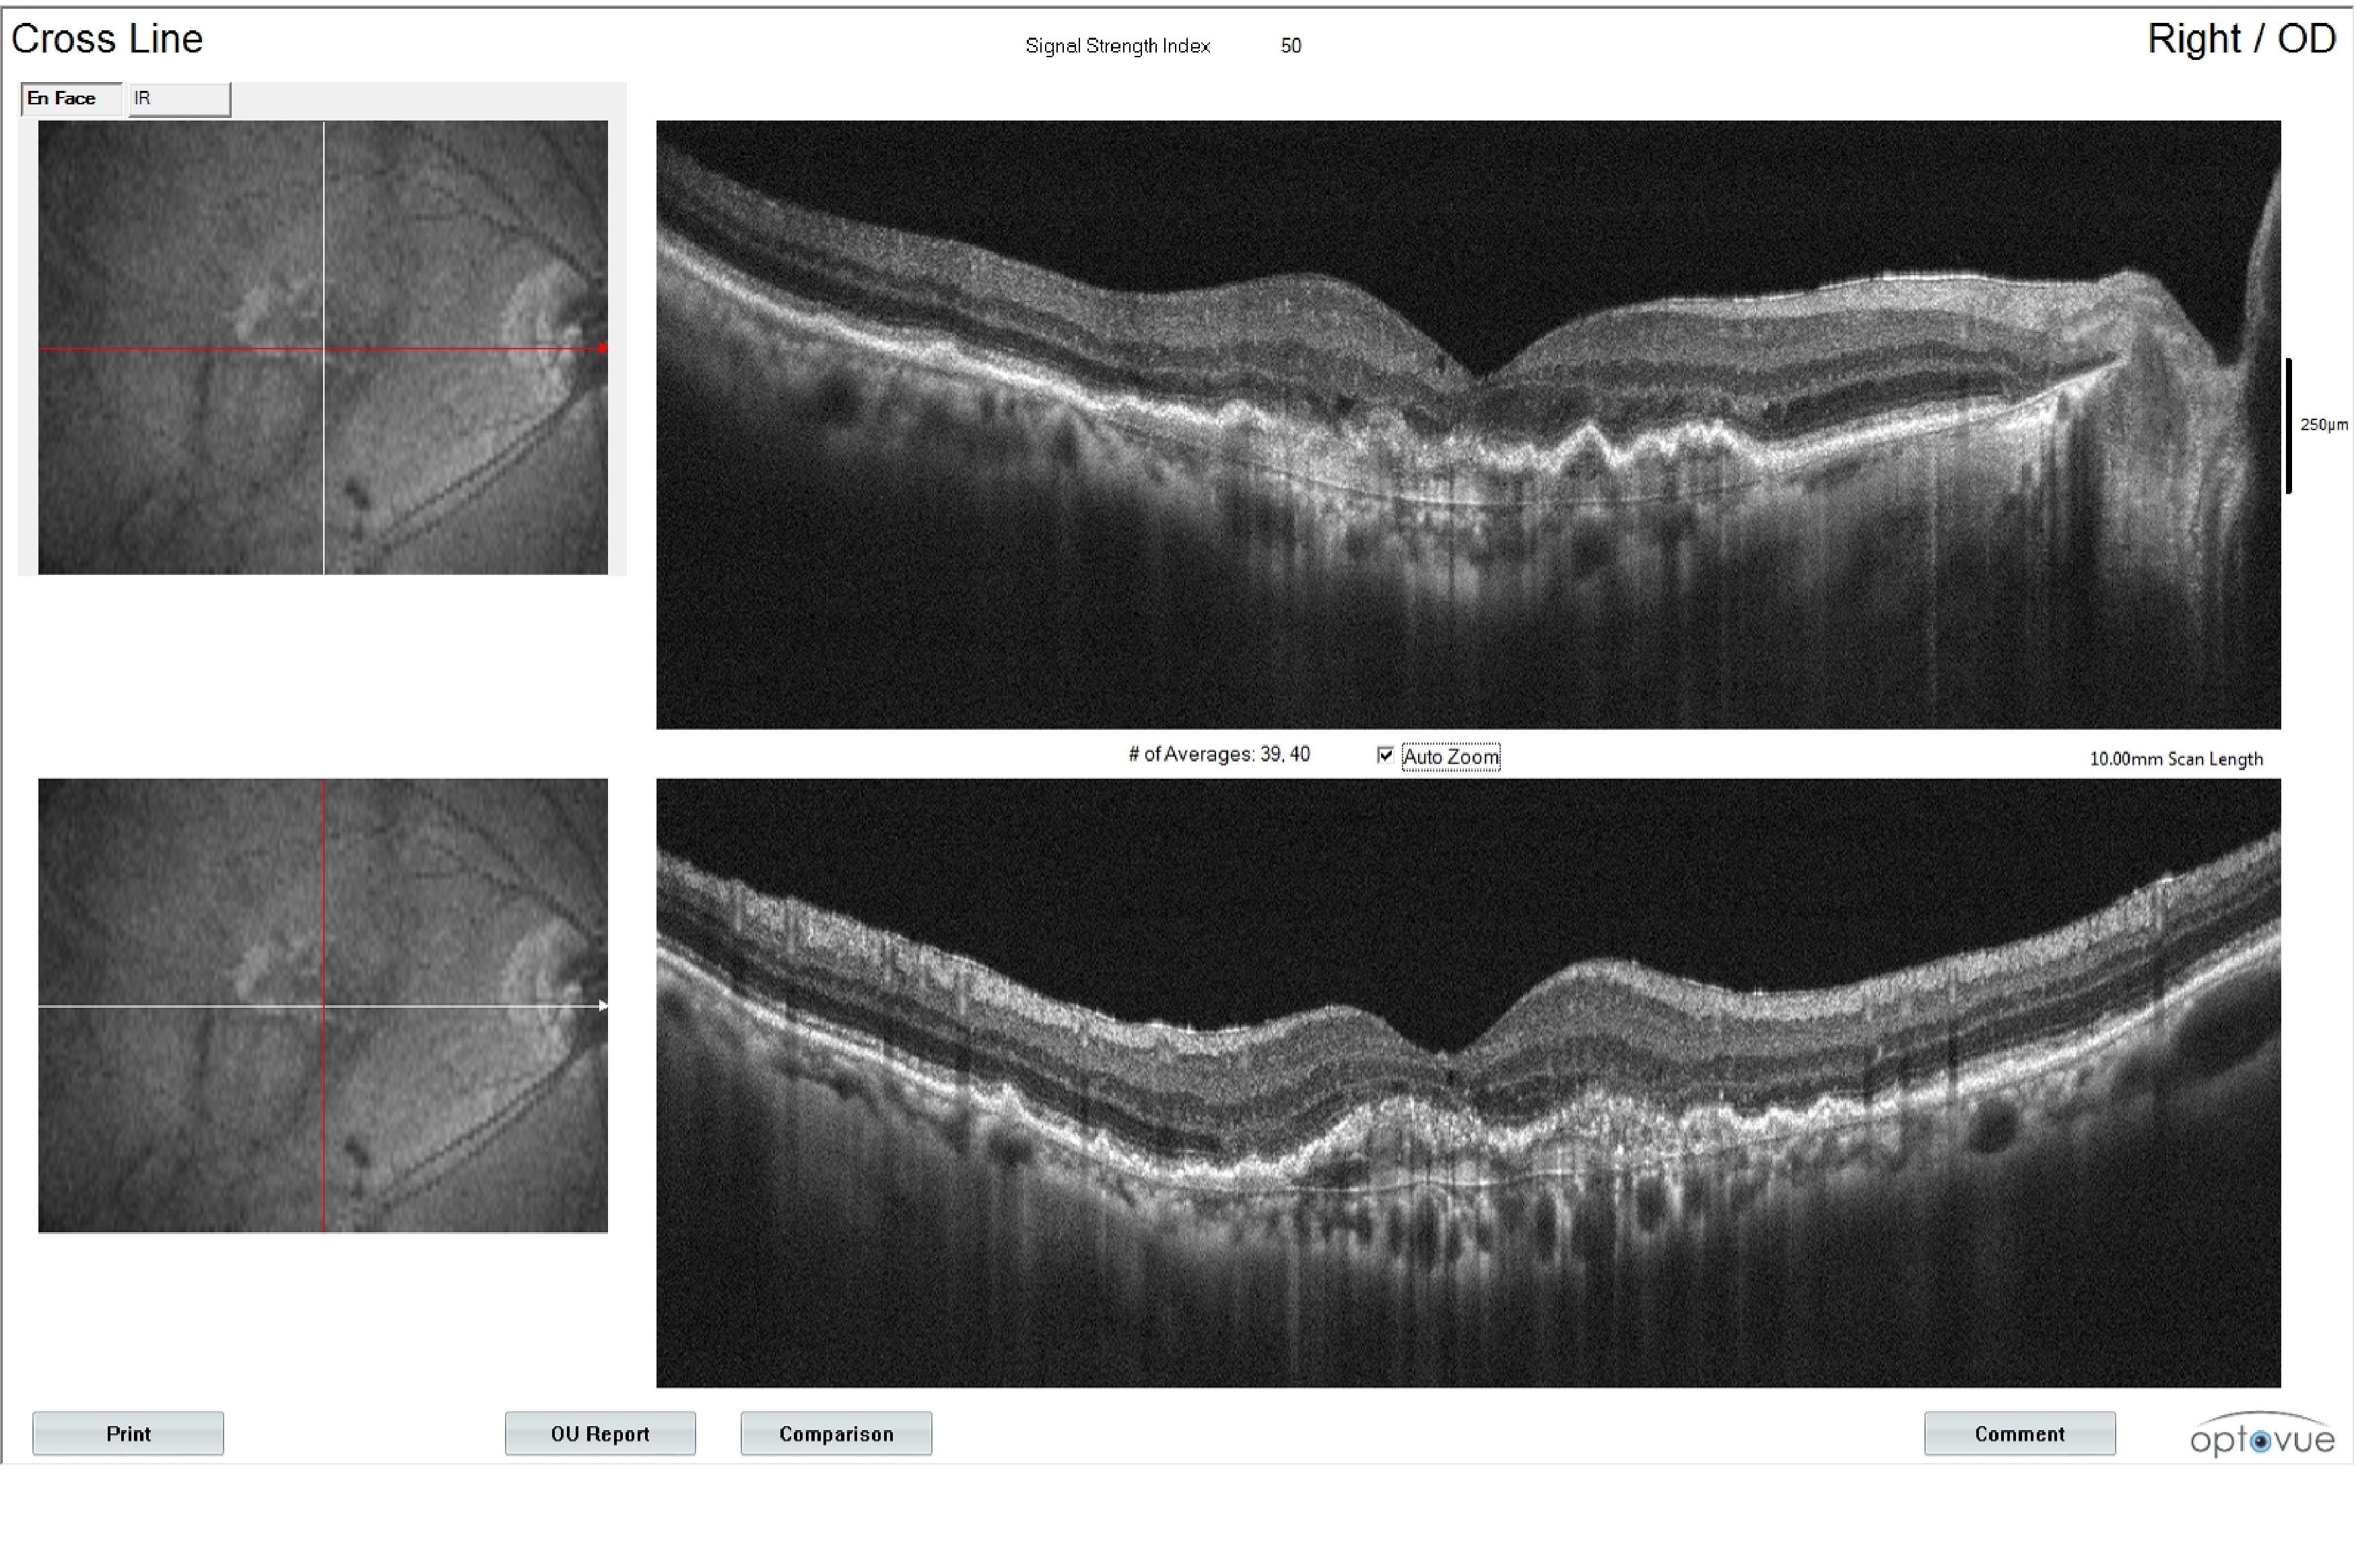 Cross Line
Signal Strength Index 50
Right / OD
En Face IR
250µm
# of Averages: 39, 40
Auto Zoom
10.00mm Scan Length
Print
OU Report
Comparison
Comment
optovue